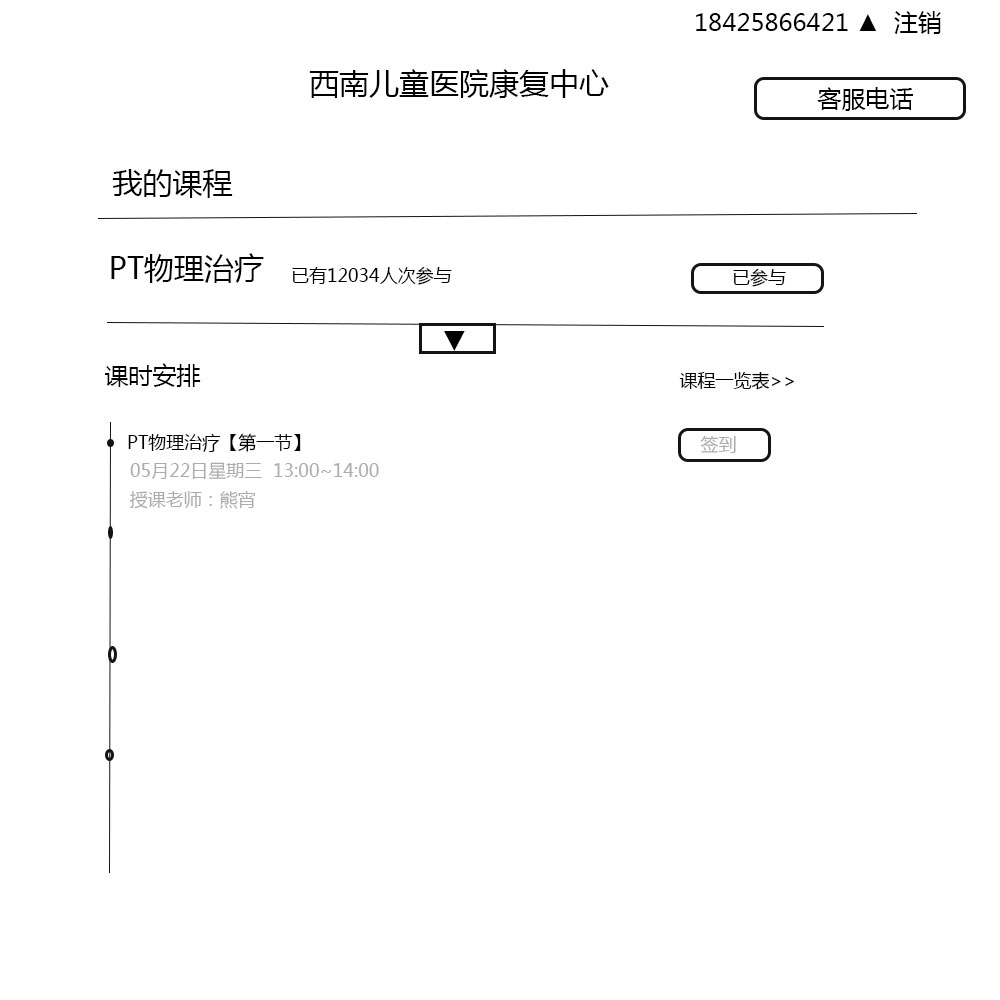 18425866421 ▲ 注销
西南儿童医院康复中心
客服电话
我的课程
PT物理治疗 已有12034人次参与 已参与
▼
课时安排 课程一览表>>
PT物理治疗【第一节】 签到
05月22日星期三 13:00~14:00
授课老师：熊宵